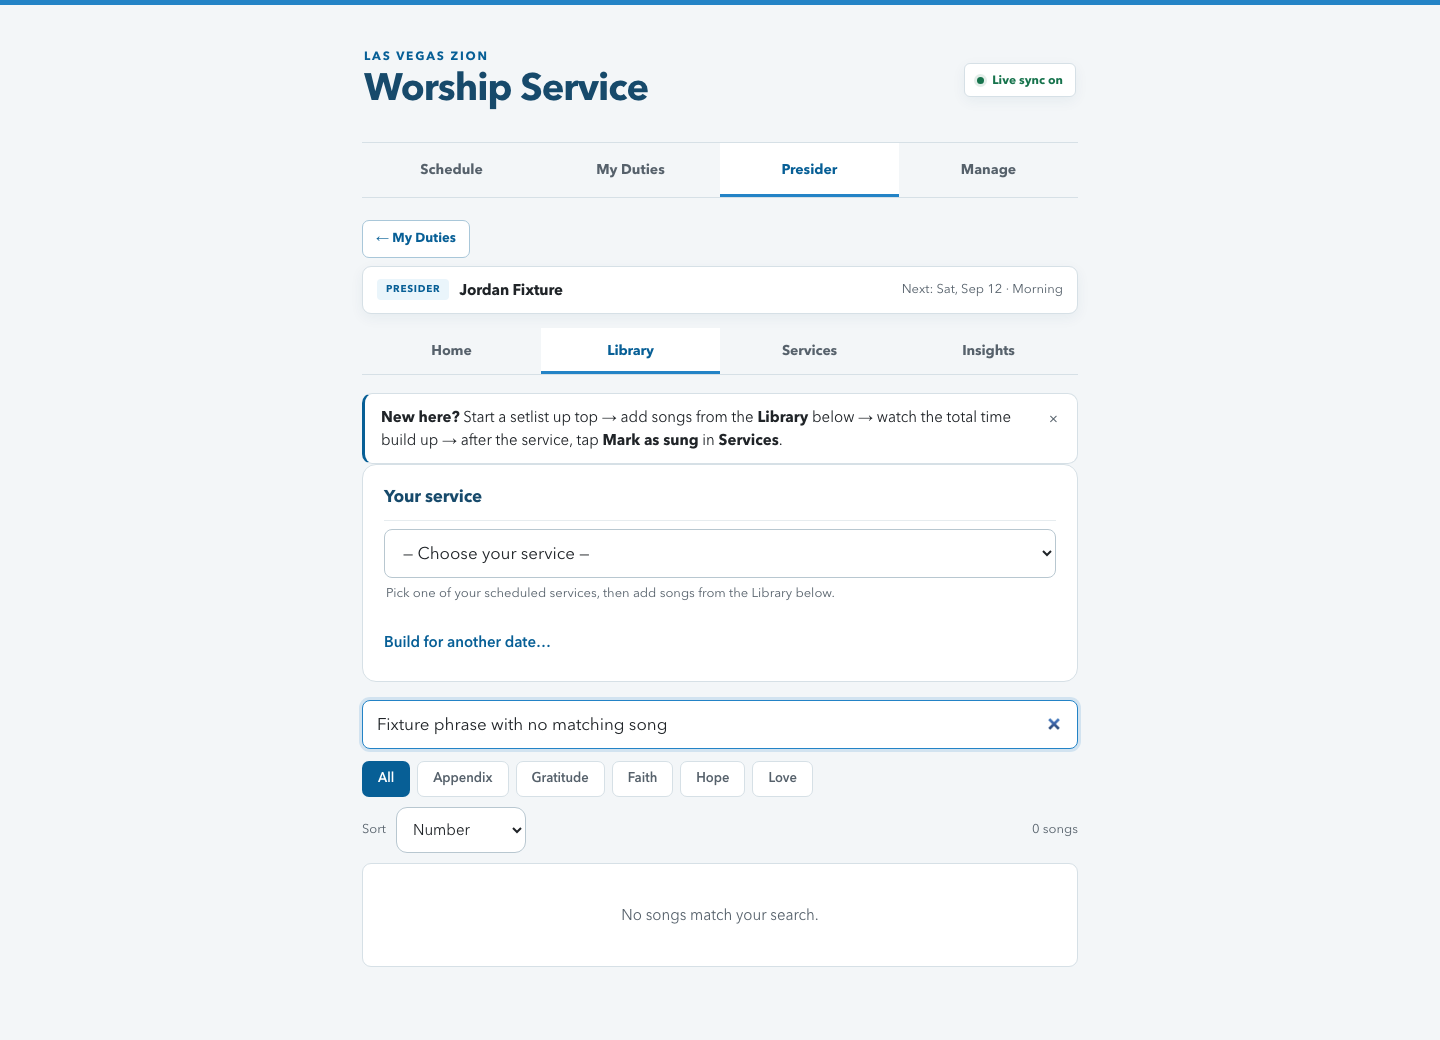 LAS VEGAS ZION
Worship Service
Live sync on
Schedule
My Duties
Presider
Manage
← My Duties
PRESIDER
Jordan Fixture
Next: Sat, Sep 12 · Morning
Home
Library
Services
Insights
New here? Start a setlist up top → add songs from the Library below → watch the total time
build up → after the service, tap Mark as sung in Services.
×
Your service
— Choose your service —
Pick one of your scheduled services, then add songs from the Library below.
Build for another date...
Fixture phrase with no matching song
All
Appendix
Gratitude
Faith
Hope
Love
Sort
Number
0 songs
No songs match your search.